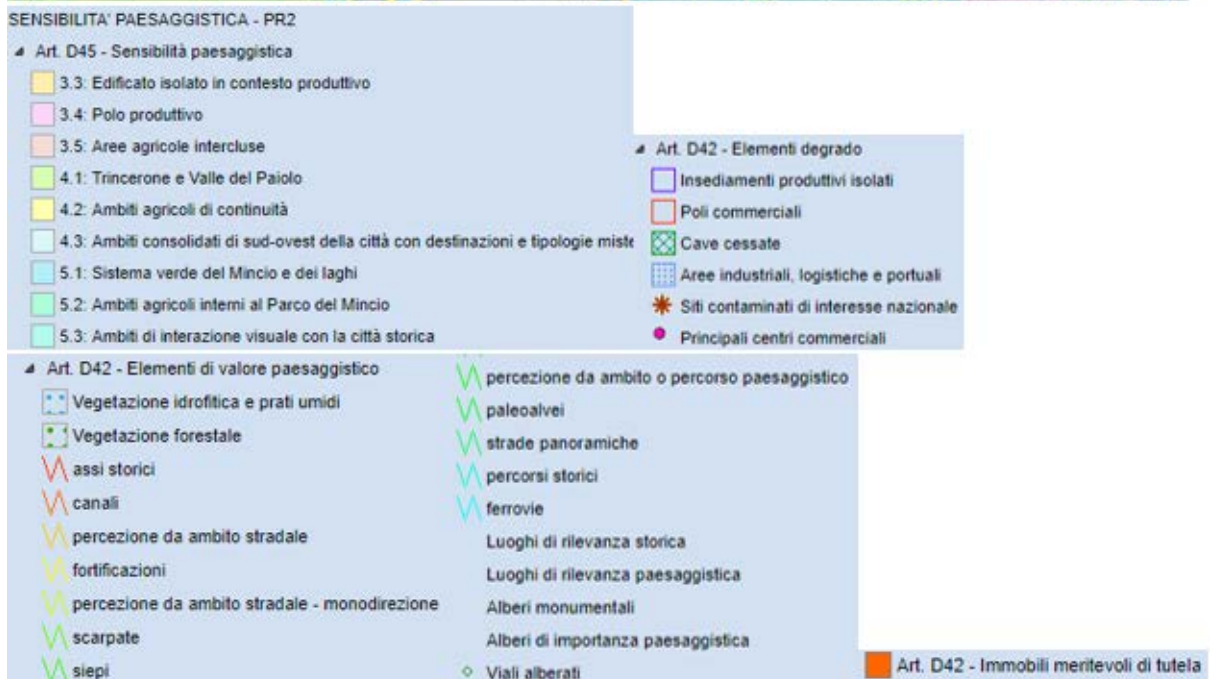 SENSIBILITA' PAESAGGISTICA - PR2
Art. D45 - Sensibilità paesaggistica
3.3: Edificato isolato in contesto produttivo
3.4: Polo produttivo
3.5: Aree agricole intercluse
4.1: Trincerone e Valle del Paiolo
4.2: Ambiti agricoli di continuità
4.3: Ambiti consolidati di sud-ovest della città con destinazioni e tipologie miste
5.1: Sistema verde del Mincio e dei laghi
5.2: Ambiti agricoli interni al Parco del Mincio
5.3: Ambiti di interazione visuale con la città storica
Art. D42 - Elementi degrado
Insediamenti produttivi isolati
Poli commerciali
Cave cessate
Aree industriali, logistiche e portuali
Siti contaminati di interesse nazionale
Principali centri commerciali
Art. D42 - Elementi di valore paesaggistico
Vegetazione idrofitica e prati umidi
Vegetazione forestale
assi storici
canali
percezione da ambito stradale
fortificazioni
percezione da ambito stradale - monodirezione
scarpate
siepi
percezione da ambito o percorso paesaggistico
paleoalvei
strade panoramiche
percorsi storici
ferrovie
Luoghi di rilevanza storica
Luoghi di rilevanza paesaggistica
Alberi monumentali
Alberi di importanza paesaggistica
Viali alberati
Art. D42 - Immobili meritevoli di tutela